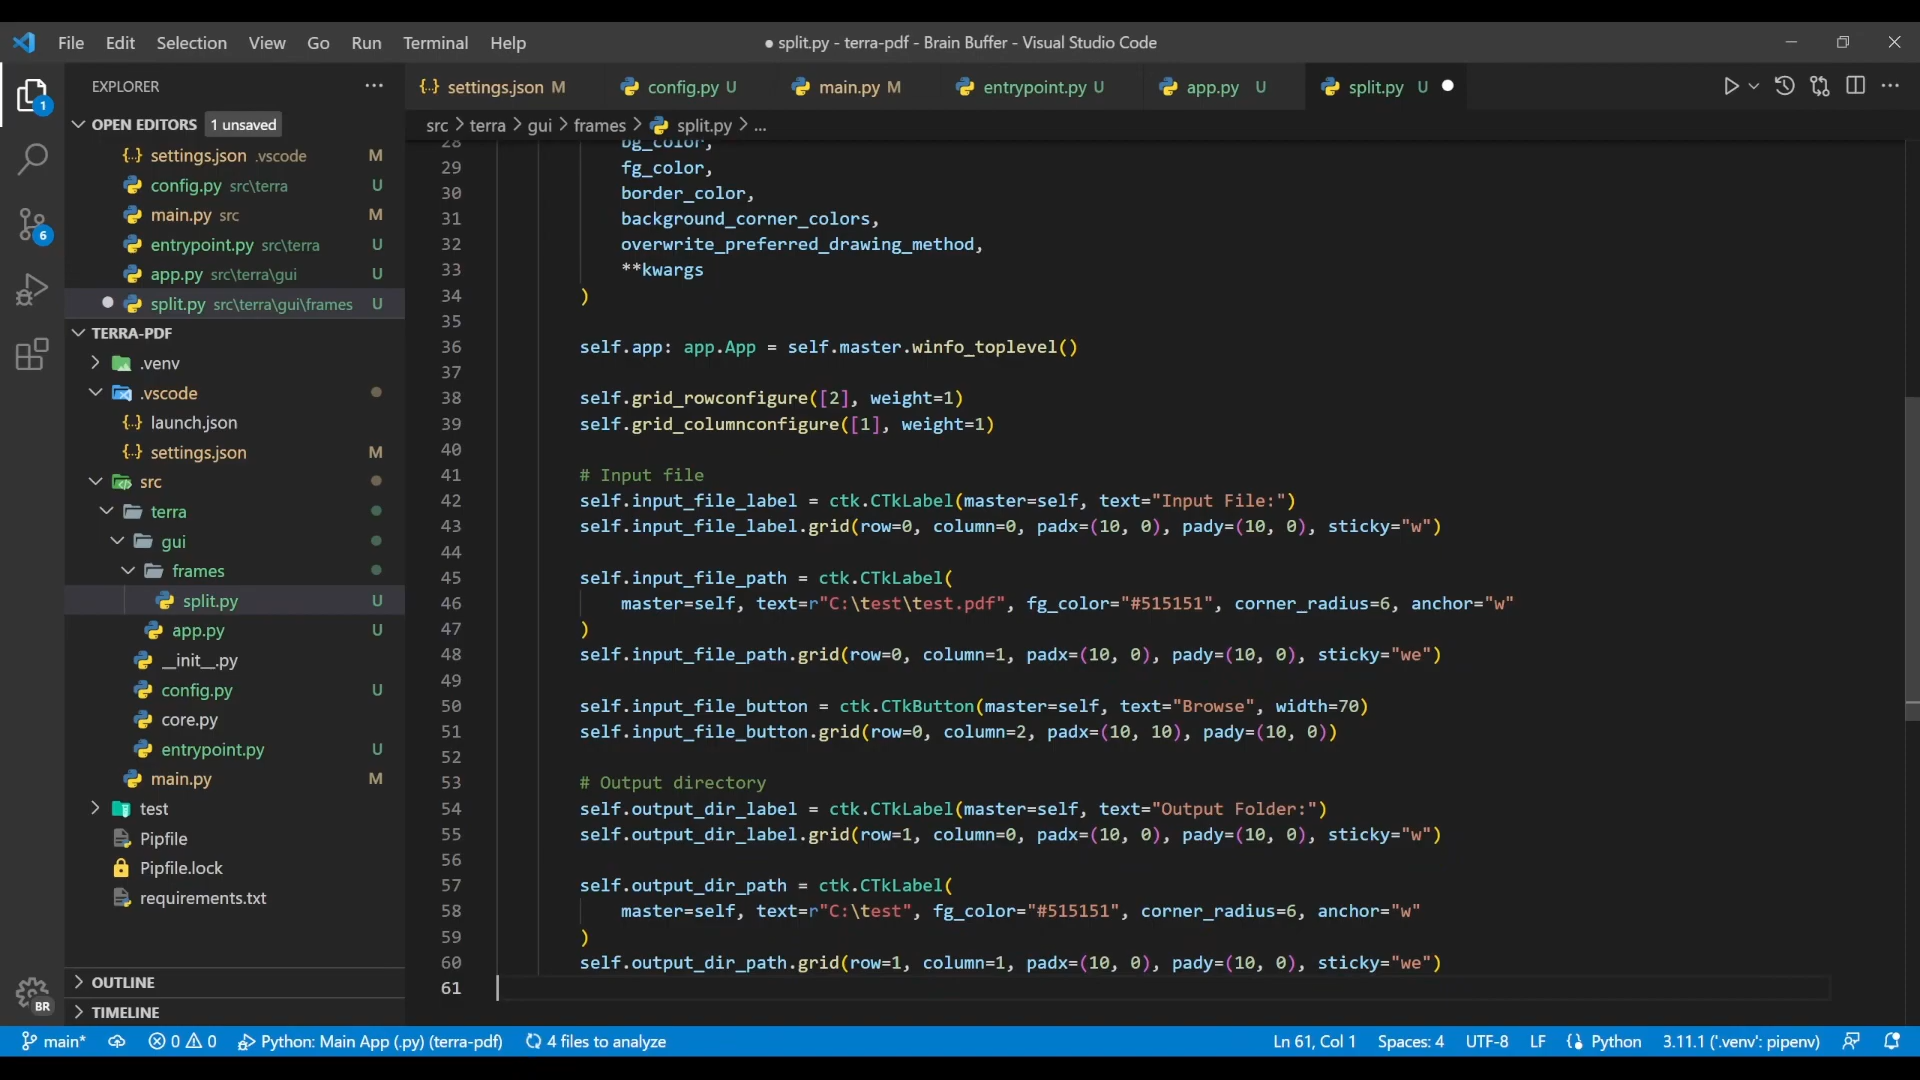 File Edit Selection View Go Run Terminal Help
● split.py - terra-pdf - Brain Buffer - Visual Studio Code
EXPLORER
settings.json M config.py U main.py M entrypoint.py U app.py U split.py U
OPEN EDITORS 1 unsaved
src > terra > gui > frames > split.py > ...
settings.json .vscode M
config.py src\terra U
main.py src M
entrypoint.py src\terra U
app.py src\terra\gui U
split.py src\terra\gui\frames U
TERRA-PDF
.venv
.vscode
launch.json
settings.json M
src
terra
gui
frames
split.py U
app.py U
__init__.py
config.py U
core.py
entrypoint.py U
main.py M
test
Pipfile
Pipfile.lock
requirements.txt
OUTLINE
TIMELINE
1
6
BR
28 bg_color,
29 fg_color,
30 border_color,
31 background_corner_colors,
32 overwrite_preferred_drawing_method,
33 **kwargs
34 )
35
36 self.app: app.App = self.master.winfo_toplevel()
37
38 self.grid_rowconfigure([2], weight=1)
39 self.grid_columnconfigure([1], weight=1)
40
41 # Input file
42 self.input_file_label = ctk.CTkLabel(master=self, text="Input File:")
43 self.input_file_label.grid(row=0, column=0, padx=(10, 0), pady=(10, 0), sticky="w")
44
45 self.input_file_path = ctk.CTkLabel(
46 master=self, text=r"C:\test\test.pdf", fg_color="#515151", corner_radius=6, anchor="w"
47 )
48 self.input_file_path.grid(row=0, column=1, padx=(10, 0), pady=(10, 0), sticky="we")
49
50 self.input_file_button = ctk.CTkButton(master=self, text="Browse", width=70)
51 self.input_file_button.grid(row=0, column=2, padx=(10, 10), pady=(10, 0))
52
53 # Output directory
54 self.output_dir_label = ctk.CTkLabel(master=self, text="Output Folder:")
55 self.output_dir_label.grid(row=1, column=0, padx=(10, 0), pady=(10, 0), sticky="w")
56
57 self.output_dir_path = ctk.CTkLabel(
58 master=self, text=r"C:\test", fg_color="#515151", corner_radius=6, anchor="w"
59 )
60 self.output_dir_path.grid(row=1, column=1, padx=(10, 0), pady=(10, 0), sticky="we")
61
main* 0 0 Python: Main App (.py) (terra-pdf) 4 files to analyze Ln 61, Col 1 Spaces: 4 UTF-8 LF Python 3.11.1 ('.venv': pipenv)